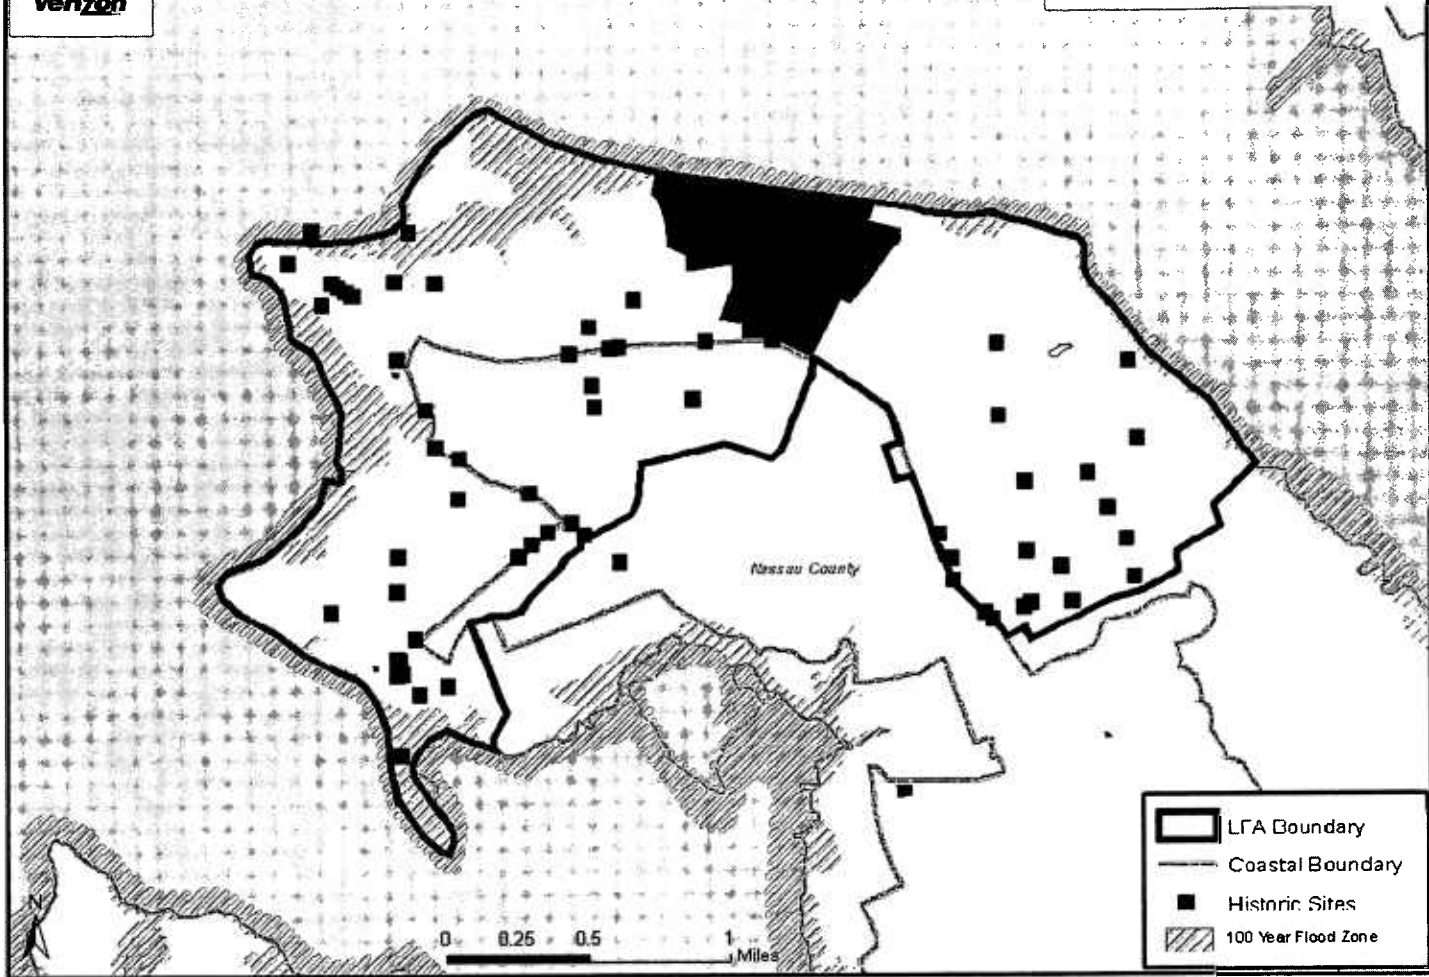 verizon
Nassau County
LFA Boundary
Coastal Boundary
Historic Sites
100 Year Flood Zone
N
0 0.25 0.5 1
Miles